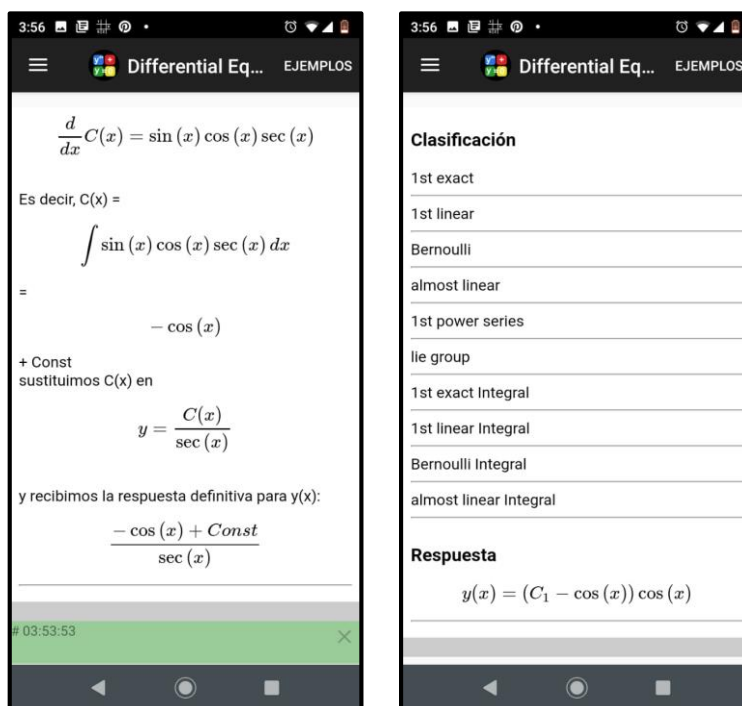 3:56
Differential Eq... EJEMPLOS
d/dx C(x) = sin (x) cos (x) sec (x)
Es decir, C(x) =
∫ sin (x) cos (x) sec (x) dx
=
− cos (x)
+ Const
sustituimos C(x) en
y = C(x) / sec (x)
y recibimos la respuesta definitiva para y(x):
− cos (x) + Const / sec (x)
# 03:53:53
3:56
Differential Eq... EJEMPLOS
Clasificación
1st exact
1st linear
Bernoulli
almost linear
1st power series
lie group
1st exact Integral
1st linear Integral
Bernoulli Integral
almost linear Integral
Respuesta
y(x) = (C₁ − cos (x)) cos (x)